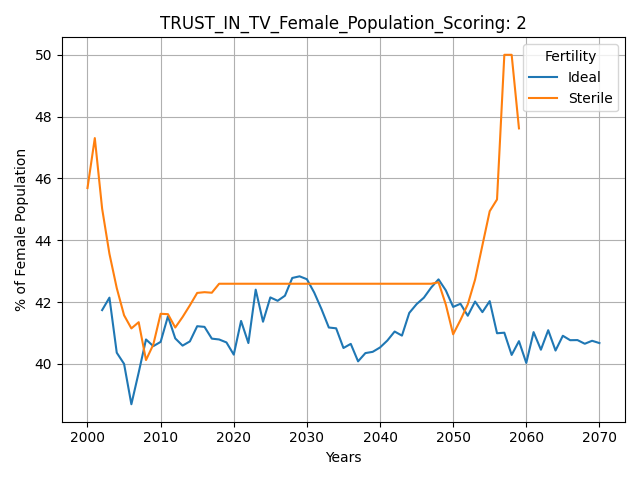 TRUST_IN_TV_Female_Population_Scoring: 2
Fertility
Ideal
Sterile
% of Female Population
50
48
46
44
42
40
2000 2010 2020 2030 2040 2050 2060 2070
Years